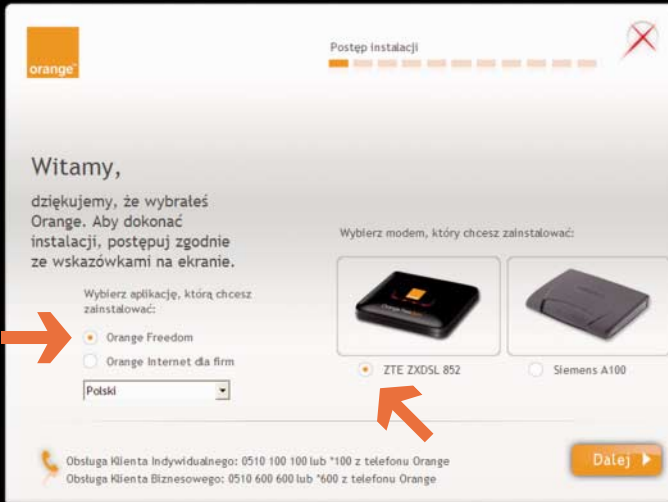 orange™
Postęp instalacji
Witamy,
dziękujemy, że wybrałeś
Orange. Aby dokonać
instalacji, postępuj zgodnie
ze wskazówkami na ekranie.
Wybierz aplikację, którą chcesz
zainstalować:
Orange Freedom
Orange Internet dla firm
Polski
Wybierz modem, który chcesz zainstalować:
ZTE ZXDSL 852
Siemens A100
Obsługa Klienta Indywidualnego: 0510 100 100 lub *100 z telefonu Orange
Obsługa Klienta Biznesowego: 0510 600 600 lub *600 z telefonu Orange
Dalej